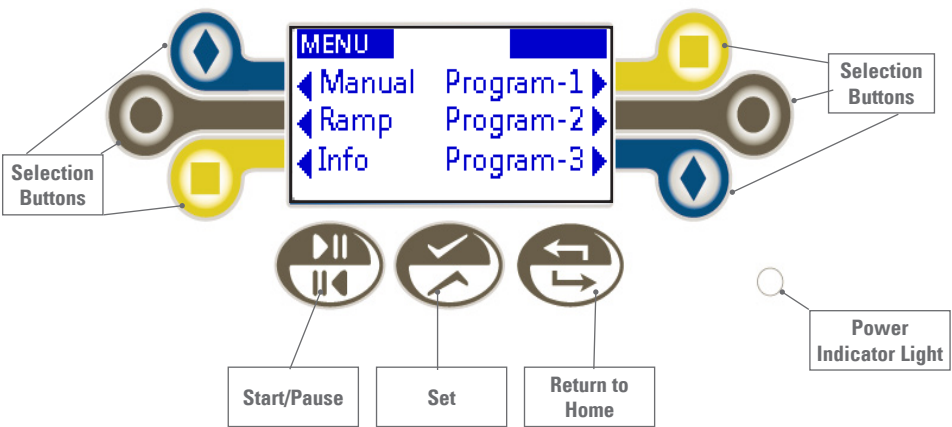 MENU
Manual Program-1
Ramp Program-2
Info Program-3
Selection
Buttons
Selection
Buttons
Start/Pause
Set
Return to
Home
Power
Indicator Light